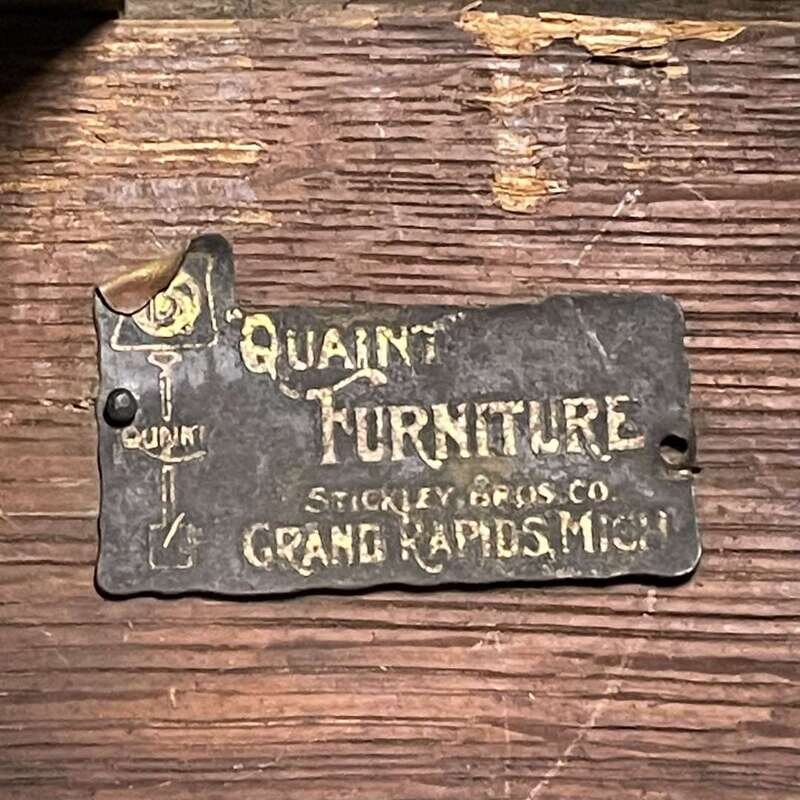 "QUAINT"
FURNITURE
STICKLEY BROS. CO.
GRAND RAPIDS, MICH
QUAINT